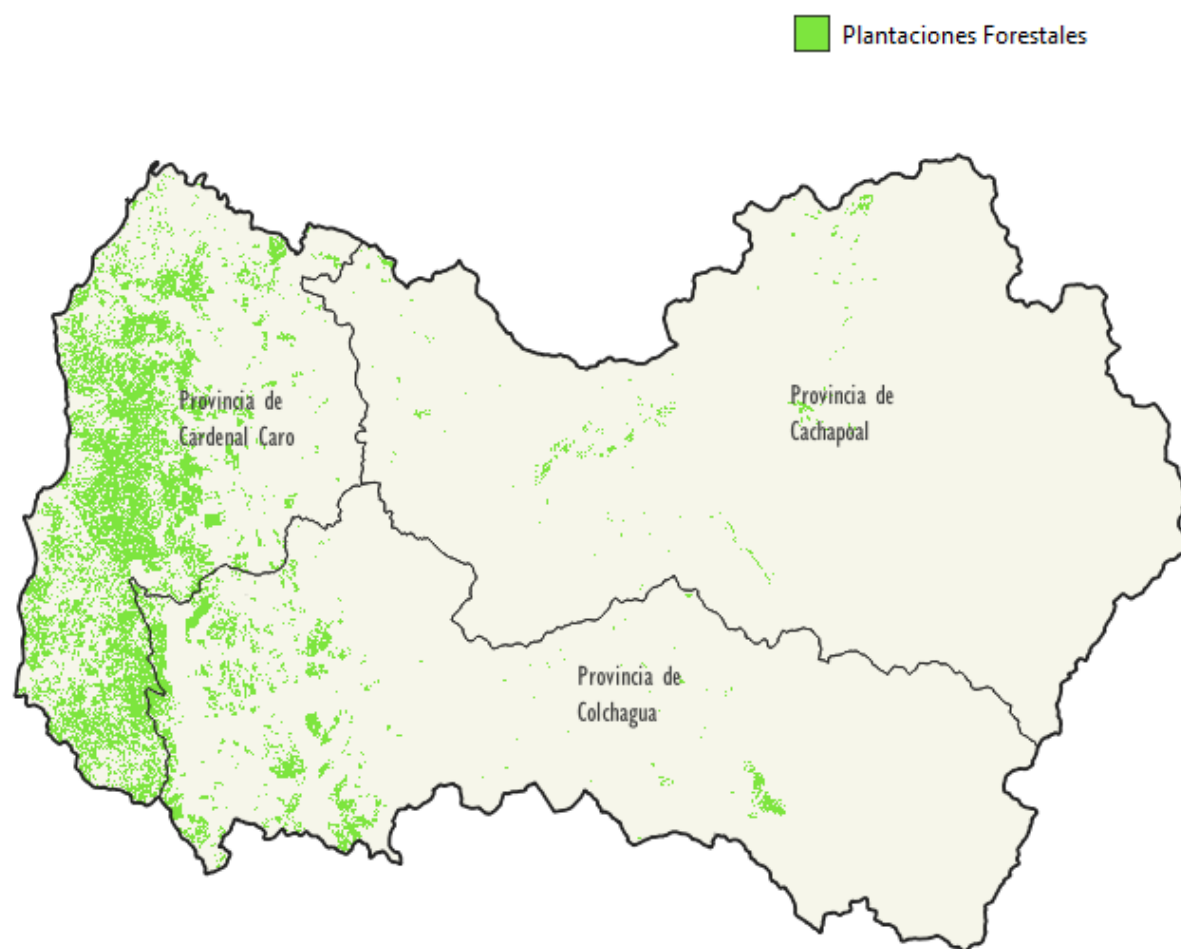 Plantaciones Forestales
Provincia de
Cardenal Caro
Provincia de
Cachapoal
Provincia de
Colchagua